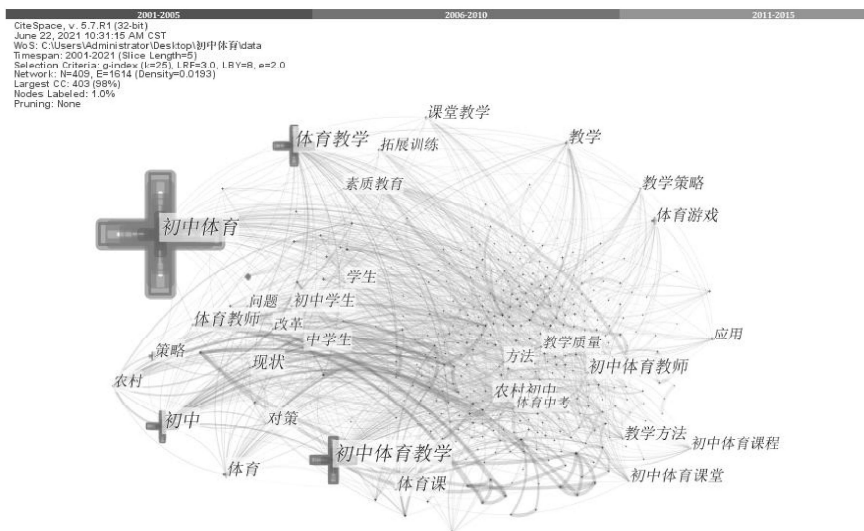 2001-2005
2006-2010
2011-2015
CiteSpace, v. 5.7.R1 (32-bit)
June 22, 2021 10:31:15 AM CST
WoS: C:\Users\Administrator\Desktop\初中体育\data
Timespan: 2001-2021 (Slice Length=5)
Selection Criteria: g-index (k=25), LRF=3.0, LBY=8, e=2.0
Network: N=409, E=1614 (Density=0.0193)
Largest CC: 403 (98%)
Nodes Labeled: 1.0%
Pruning: None
课堂教学
体育教学
拓展训练
教学
素质教育
教学策略
体育游戏
初中体育
学生
问题
初中学生
体育教师
改革
中学生
应用
教学质量
策略
现状
方法
初中体育教师
农村
农村初中
体育中考
初中
对策
教学方法
初中体育课程
初中体育教学
体育
体育课
初中体育课堂